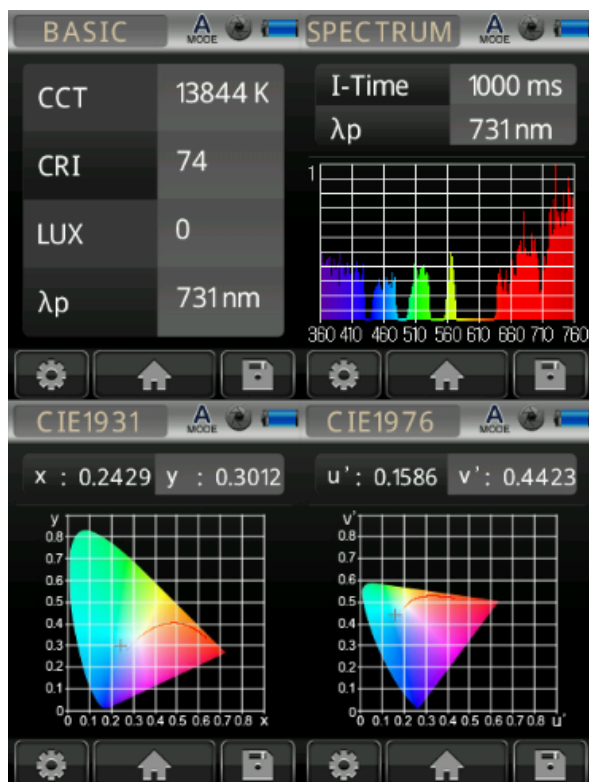 BASIC
A
MODE
CCT 13844 K
CRI 74
LUX 0
λp 731nm
SPECTRUM
A
MODE
I-Time 1000 ms
λp 731nm
1
360 410 460 510 560 610 660 710 760
CIE1931
A
MODE
x : 0.2429 y : 0.3012
y
0.8
0.7
0.6
0.5
0.4
0.3
0.2
0.1
0
0 0.1 0.2 0.3 0.4 0.5 0.6 0.7 0.8 x
CIE1976
A
MODE
u' : 0.1586 v' : 0.4423
v'
0.8
0.7
0.6
0.5
0.4
0.3
0.2
0.1
0
0 0.1 0.2 0.3 0.4 0.5 0.6 0.7 0.8 u'